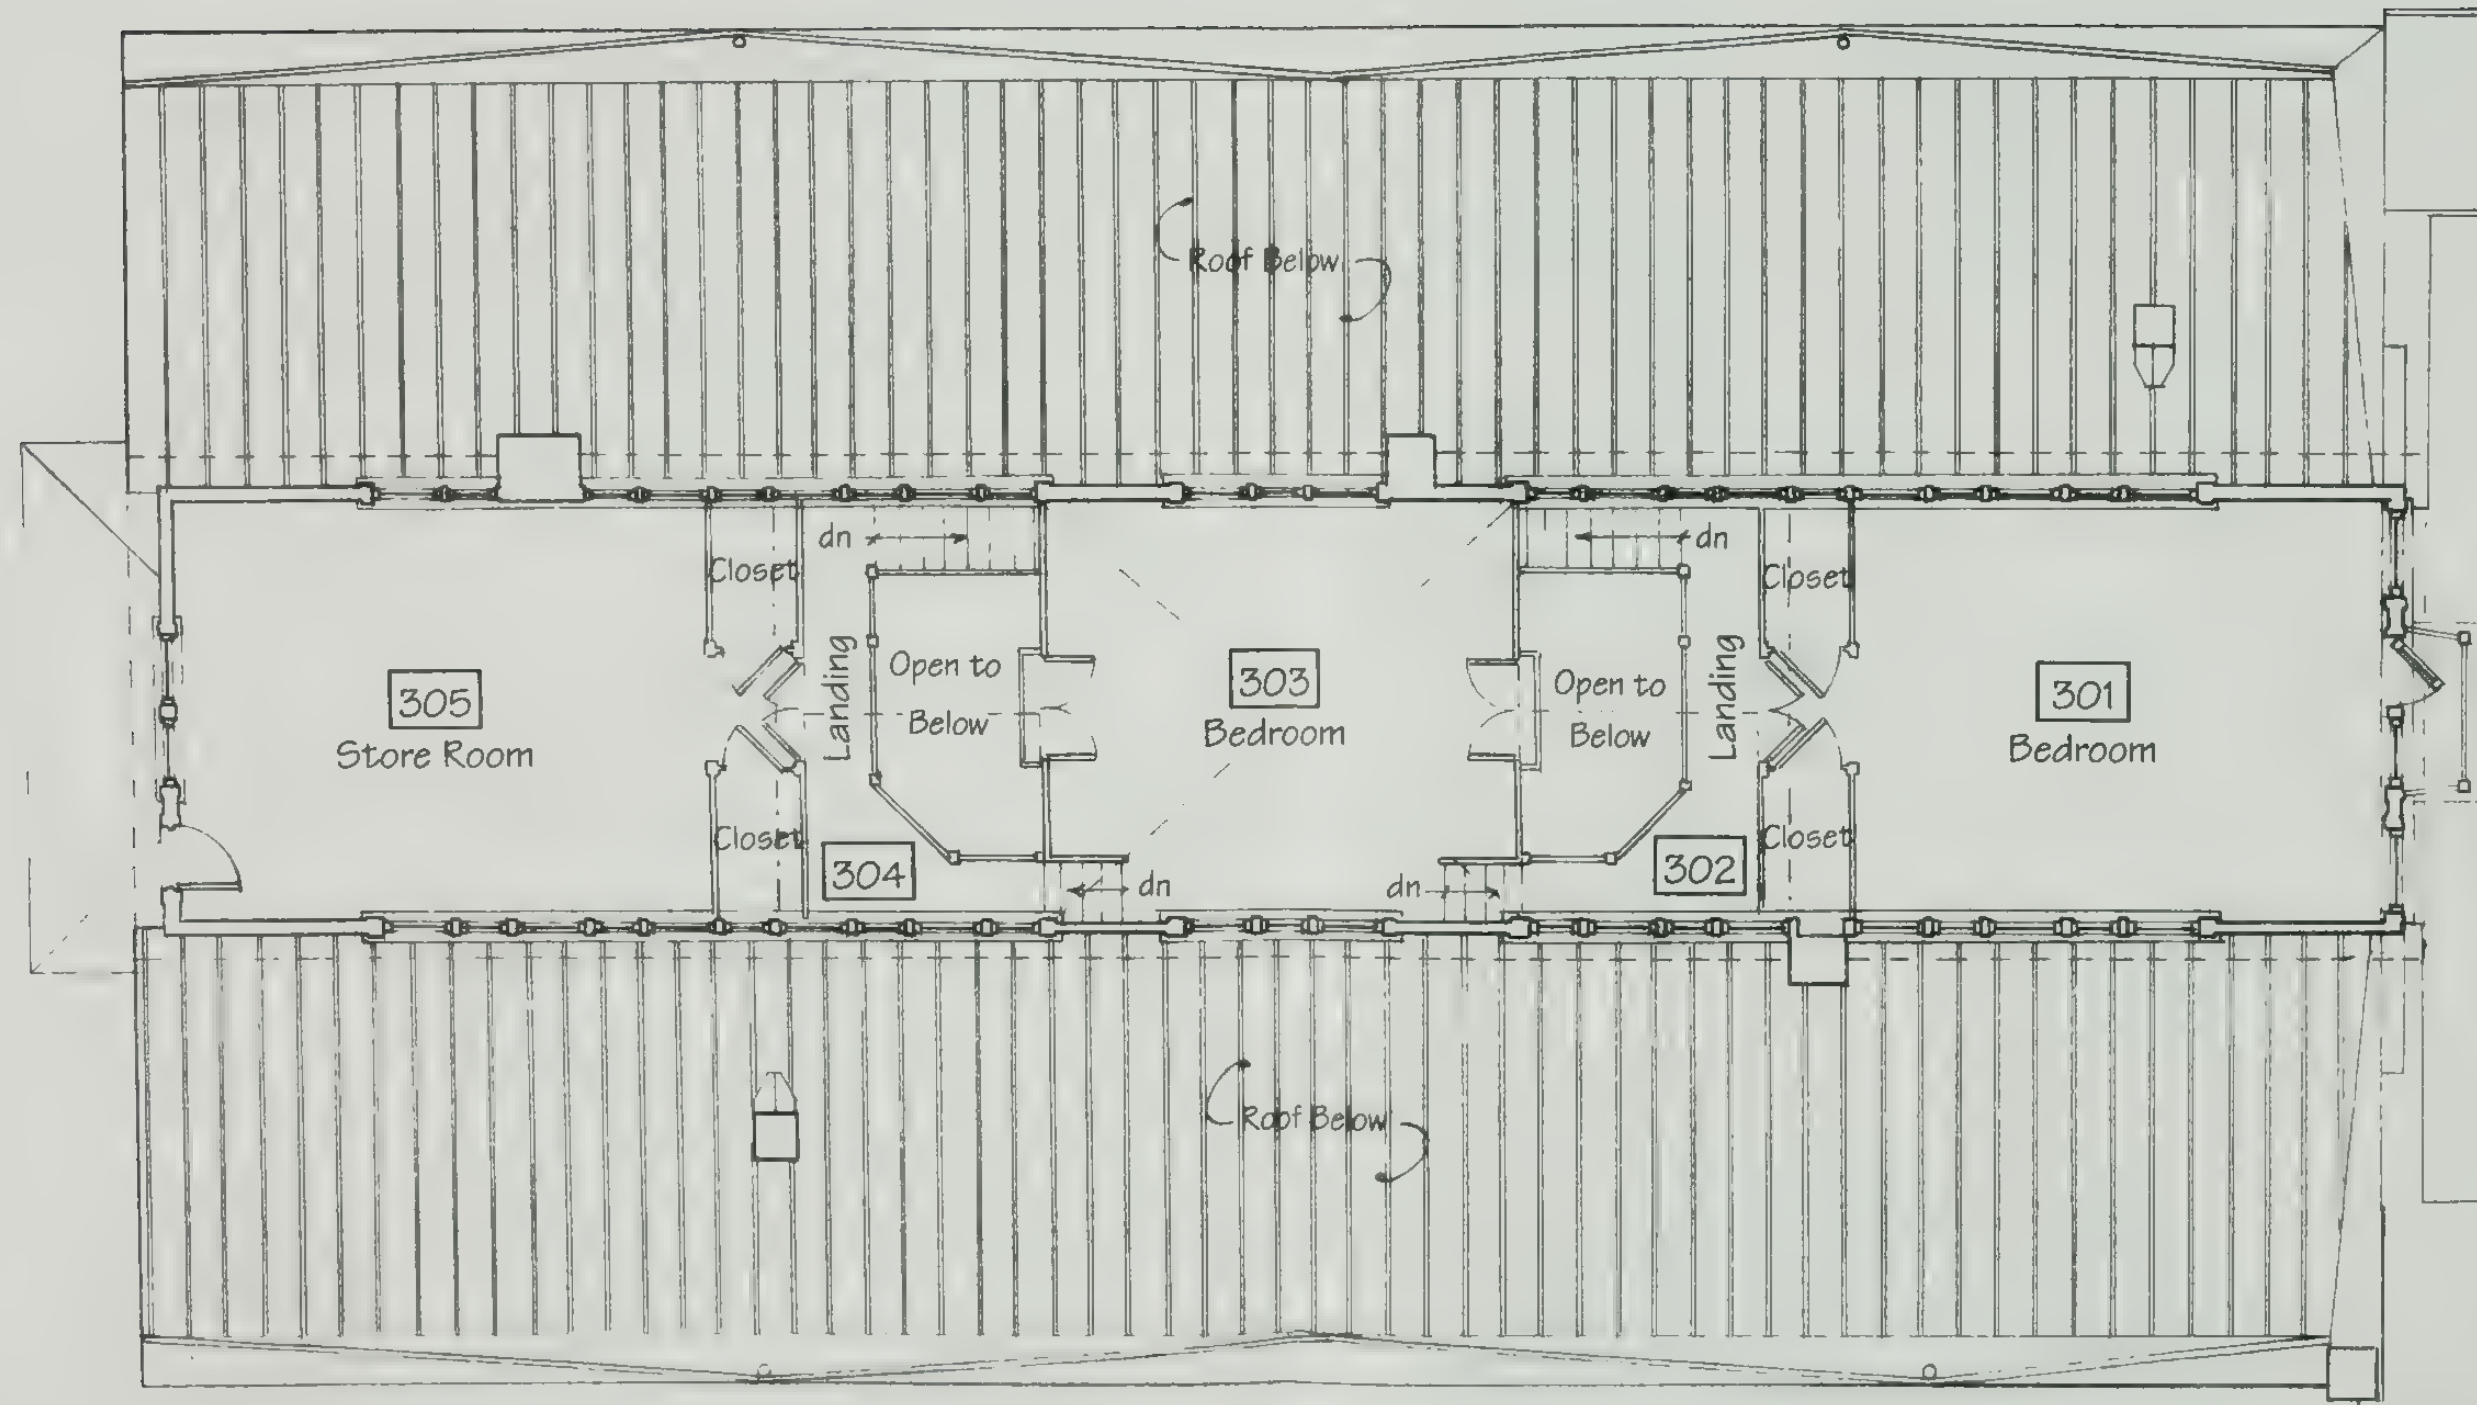 Roof Below
dn
dn
Closet
Closet
Landing
Open to
Below
305
Store Room
303
Bedroom
Open to
Below
Landing
301
Bedroom
Closet
304
dn
dn
302
Closet
Roof Below